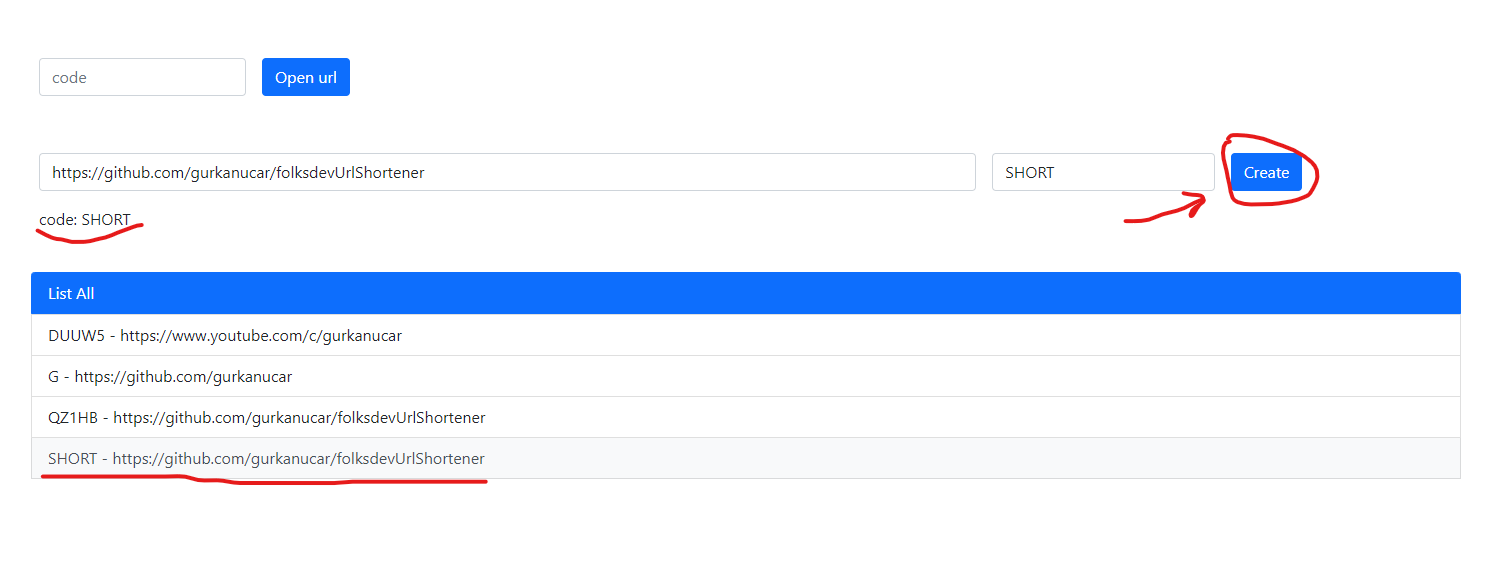 code Open url
https://github.com/gurkanucar/folksdevUrlShortener SHORT Create
code: SHORT
List All
DUUW5 - https://www.youtube.com/c/gurkanucar
G - https://github.com/gurkanucar
QZ1HB - https://github.com/gurkanucar/folksdevUrlShortener
SHORT - https://github.com/gurkanucar/folksdevUrlShortener